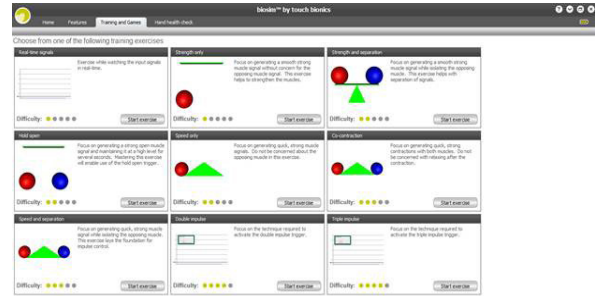 biosim™ by touch bionics
Home Features Training and Games Hand health check
Choose from one of the following training exercises
Real-time signals
Exercise while watching the input signals
in real-time.
Difficulty:
Start exercise
Strength only
Focus on generating a smooth strong
muscle signal without concern for the
opposing muscle. This exercise
helps to strengthen the muscles.
Difficulty:
Start exercise
Strength and separation
Focus on generating a smooth strong
muscle signal while isolating the opposing
muscle. This exercise helps with
separation of signals.
Difficulty:
Start exercise
Hold open
Focus on generating a strong open muscle
signal and maintaining it at a high level for
several seconds. Mastering this exercise
will enable use of the hold open trigger.
Difficulty:
Start exercise
Speed only
Focus on generating quick, strong muscle
signals. Do not be concerned about the
opposing muscle in the exercise.
Difficulty:
Start exercise
Co-contraction
Focus on generating quick, strong
contractions with both muscles. Do not
be concerned with relaxing after the
contraction.
Difficulty:
Start exercise
Speed and separation
Focus on generating quick, strong muscle
signal while isolating the opposing muscle.
This exercise lays the foundation for
impulse control.
Difficulty:
Start exercise
Double impulse
Focus on the technique required to
activate the double impulse trigger.
Difficulty:
Start exercise
Triple impulse
Focus on the technique required to
activate the triple impulse trigger.
Difficulty:
Start exercise